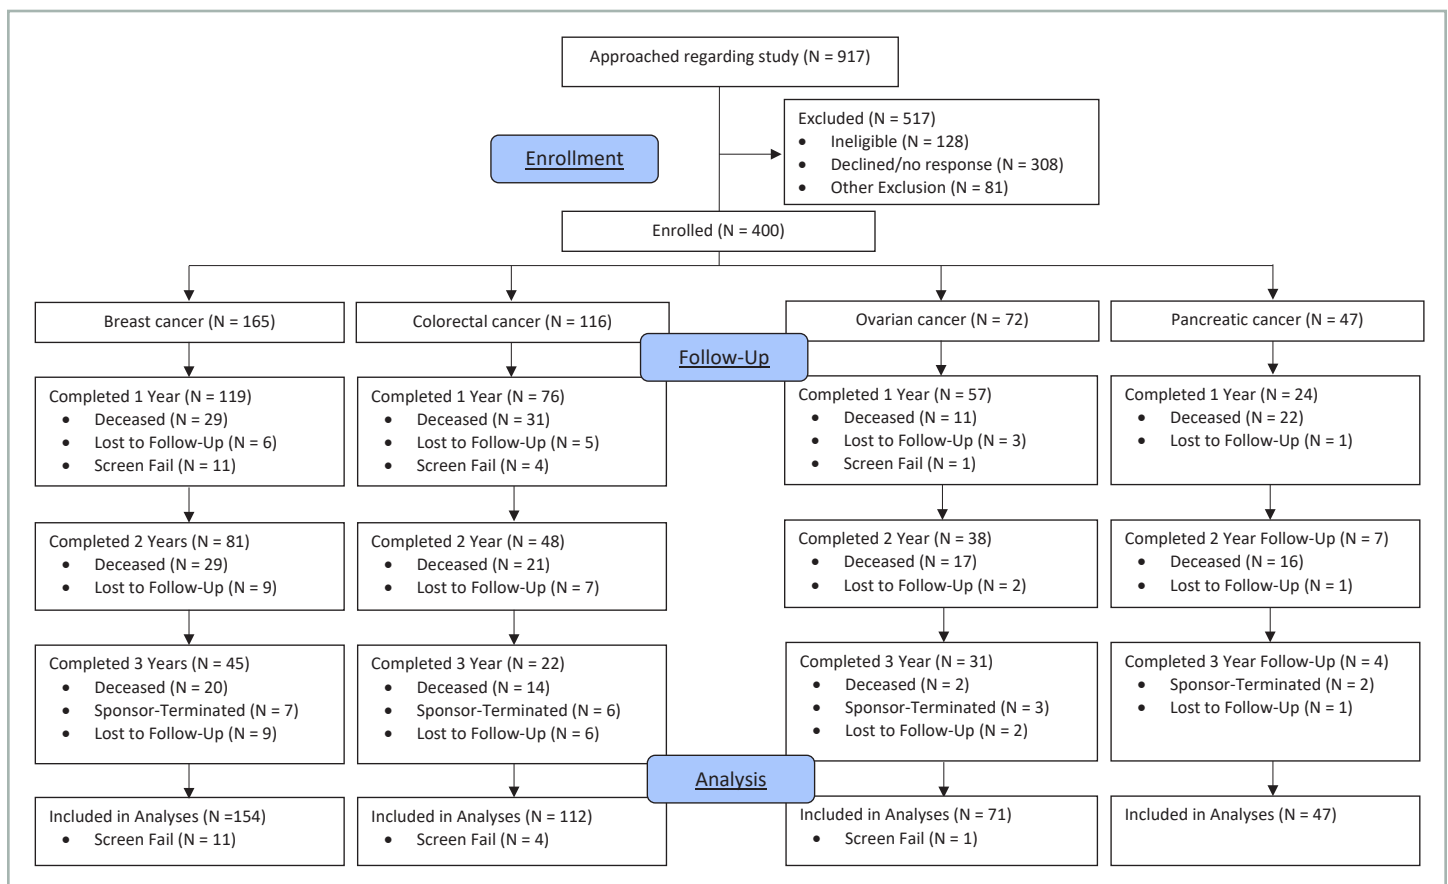 Approached regarding study (N = 917)
Excluded (N = 517)
• Ineligible (N = 128)
• Declined/no response (N = 308)
• Other Exclusion (N = 81)
Enrollment
Enrolled (N = 400)
Breast cancer (N = 165)
Colorectal cancer (N = 116)
Ovarian cancer (N = 72)
Pancreatic cancer (N = 47)
Follow-Up
Completed 1 Year (N = 119)
• Deceased (N = 29)
• Lost to Follow-Up (N = 6)
• Screen Fail (N = 11)
Completed 1 Year (N = 76)
• Deceased (N = 31)
• Lost to Follow-Up (N = 5)
• Screen Fail (N = 4)
Completed 1 Year (N = 57)
• Deceased (N = 11)
• Lost to Follow-Up (N = 3)
• Screen Fail (N = 1)
Completed 1 Year (N = 24)
• Deceased (N = 22)
• Lost to Follow-Up (N = 1)
Completed 2 Years (N = 81)
• Deceased (N = 29)
• Lost to Follow-Up (N = 9)
Completed 2 Year (N = 48)
• Deceased (N = 21)
• Lost to Follow-Up (N = 7)
Completed 2 Year (N = 38)
• Deceased (N = 17)
• Lost to Follow-Up (N = 2)
Completed 2 Year Follow-Up (N = 7)
• Deceased (N = 16)
• Lost to Follow-Up (N = 1)
Completed 3 Years (N = 45)
• Deceased (N = 20)
• Sponsor-Terminated (N = 7)
• Lost to Follow-Up (N = 9)
Completed 3 Year (N = 22)
• Deceased (N = 14)
• Sponsor-Terminated (N = 6)
• Lost to Follow-Up (N = 6)
Completed 3 Year (N = 31)
• Deceased (N = 2)
• Sponsor-Terminated (N = 3)
• Lost to Follow-Up (N = 2)
Completed 3 Year Follow-Up (N = 4)
• Sponsor-Terminated (N = 2)
• Lost to Follow-Up (N = 1)
Analysis
Included in Analyses (N =154)
• Screen Fail (N = 11)
Included in Analyses (N = 112)
• Screen Fail (N = 4)
Included in Analyses (N = 71)
• Screen Fail (N = 1)
Included in Analyses (N = 47)